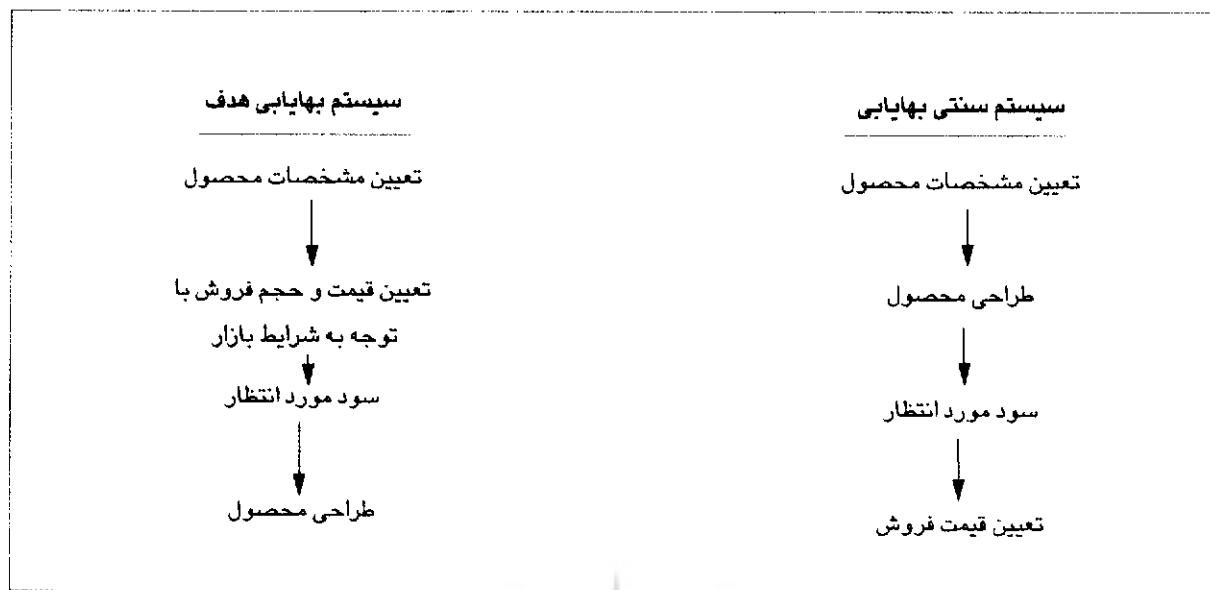 سیستم سنتی بهایابی
تعیین مشخصات محصول
طراحی محصول
سود مورد انتظار
تعیین قیمت فروش
سیستم بهایابی هدف
تعیین مشخصات محصول
تعیین قیمت و حجم فروش با
توجه به شرایط بازار
سود مورد انتظار
طراحی محصول